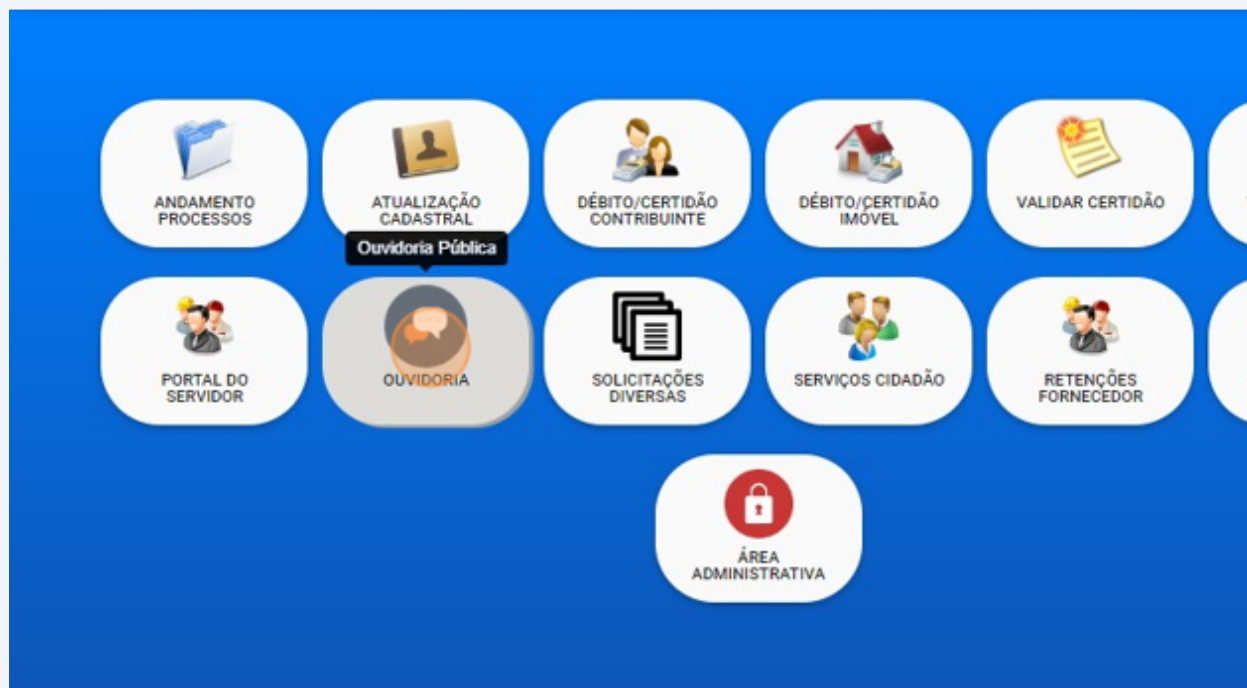 ANDAMENTO
PROCESSOS
ATUALIZAÇÃO
CADASTRAL
DÉBITO/CERTIDÃO
CONTRIBUINTE
DÉBITO/CERTIDÃO
IMÓVEL
VALIDAR CERTIDÃO
Ouvidoria Pública
PORTAL DO
SERVIDOR
OUVIDORIA
SOLICITAÇÕES
DIVERSAS
SERVIÇOS CIDADÃO
RETENÇÕES
FORNECEDOR
ÁREA
ADMINISTRATIVA